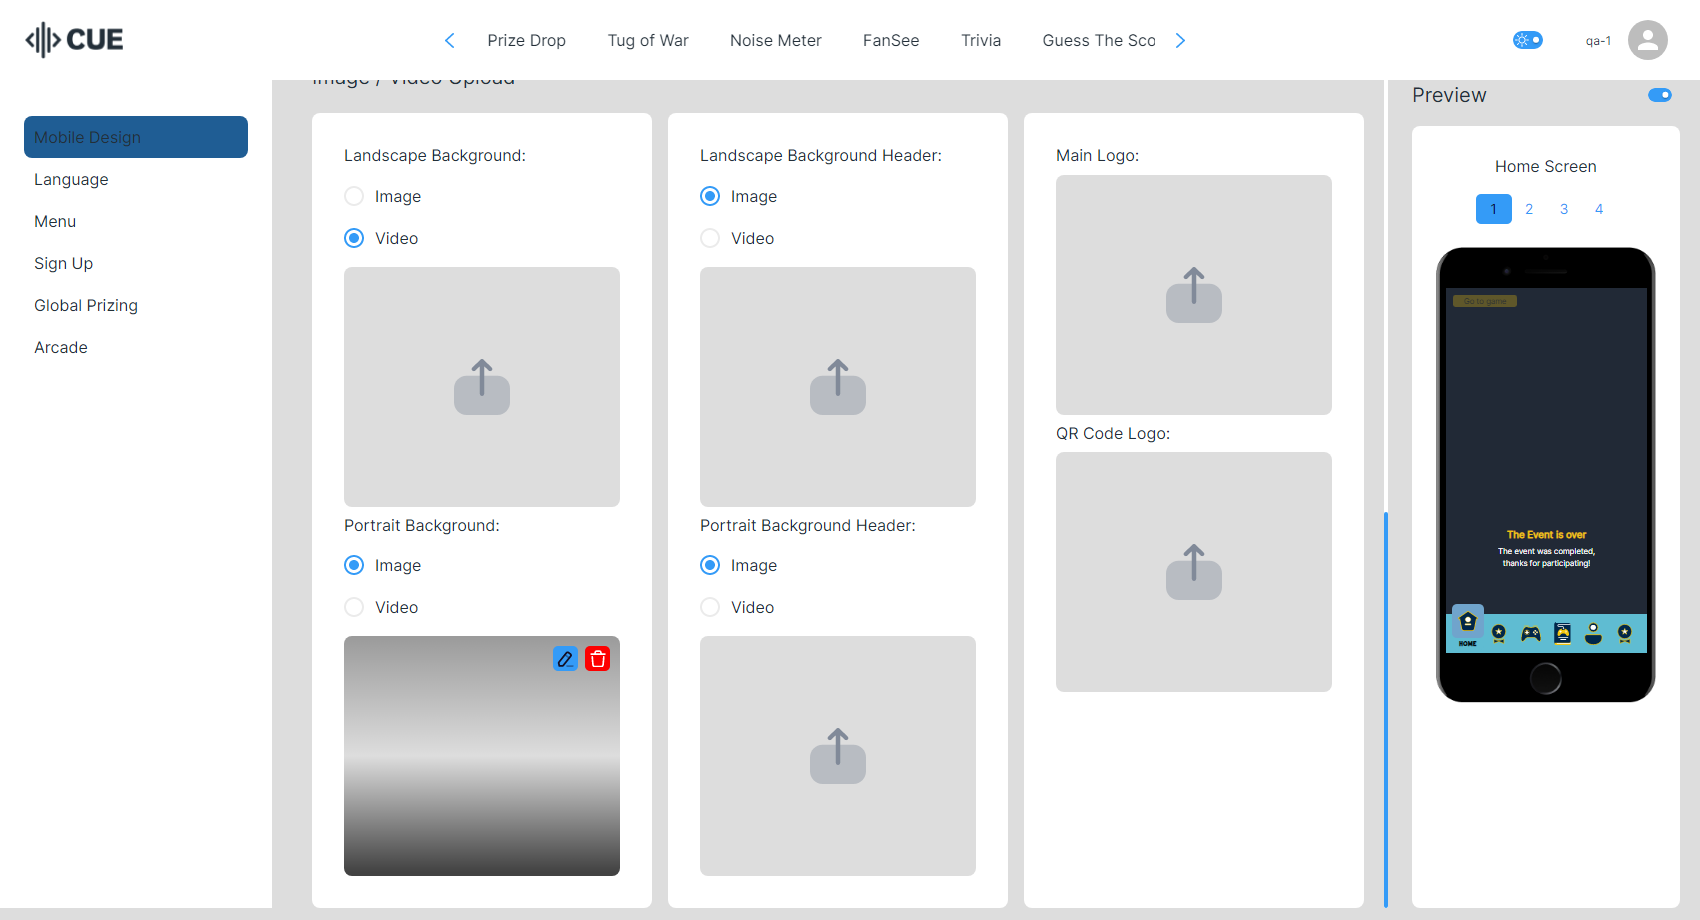 CUE
Prize Drop
Tug of War
Noise Meter
FanSee
Trivia
Guess The Sco
qa-1
Mobile Design
Language
Menu
Sign Up
Global Prizing
Arcade
Image / Video Upload
Landscape Background:
Image
Video
Portrait Background:
Image
Video
Landscape Background Header:
Image
Video
Portrait Background Header:
Image
Video
Main Logo:
QR Code Logo:
Preview
Home Screen
1 2 3 4
Go to game
The Event is over
The event was completed,
thanks for participating!
HOME